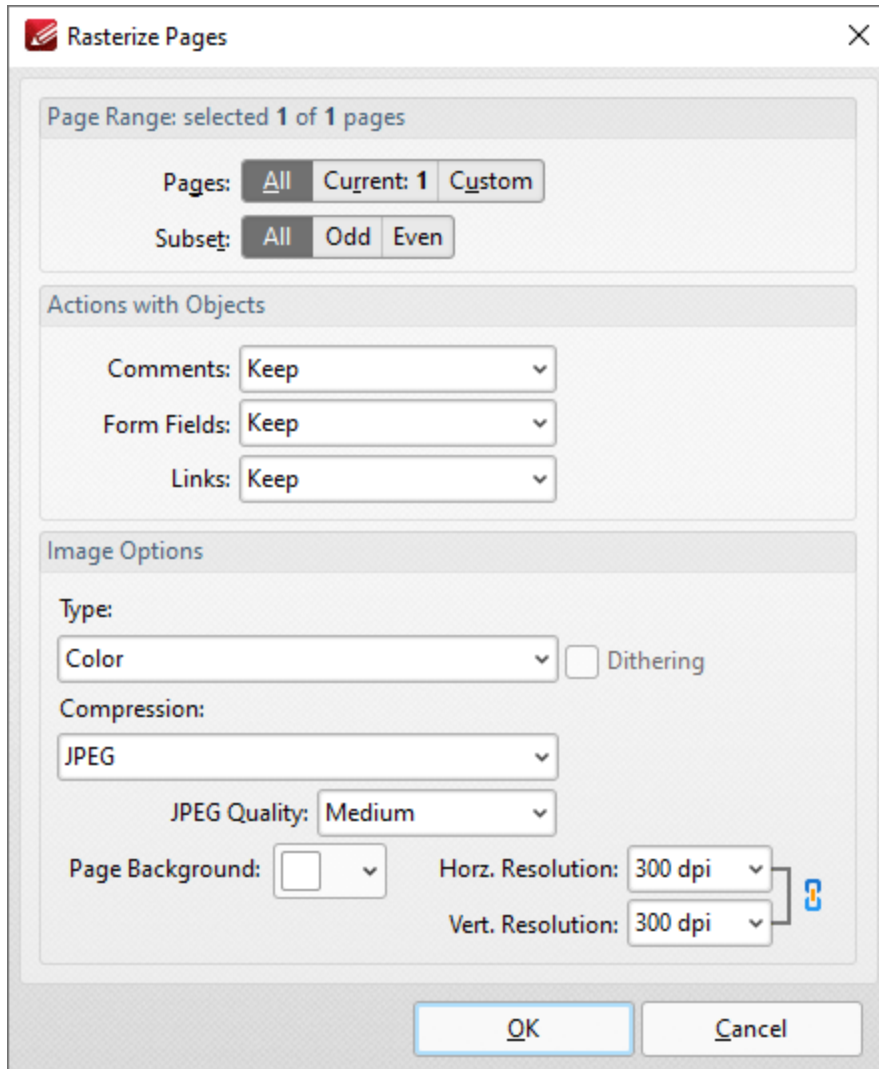 Rasterize Pages
Page Range: selected 1 of 1 pages
Pages: All Current: 1 Custom
Subset: All Odd Even
Actions with Objects
Comments: Keep
Form Fields: Keep
Links: Keep
Image Options
Type:
Color Dithering
Compression:
JPEG
JPEG Quality: Medium
Page Background: Horz. Resolution: 300 dpi
Vert. Resolution: 300 dpi
OK Cancel